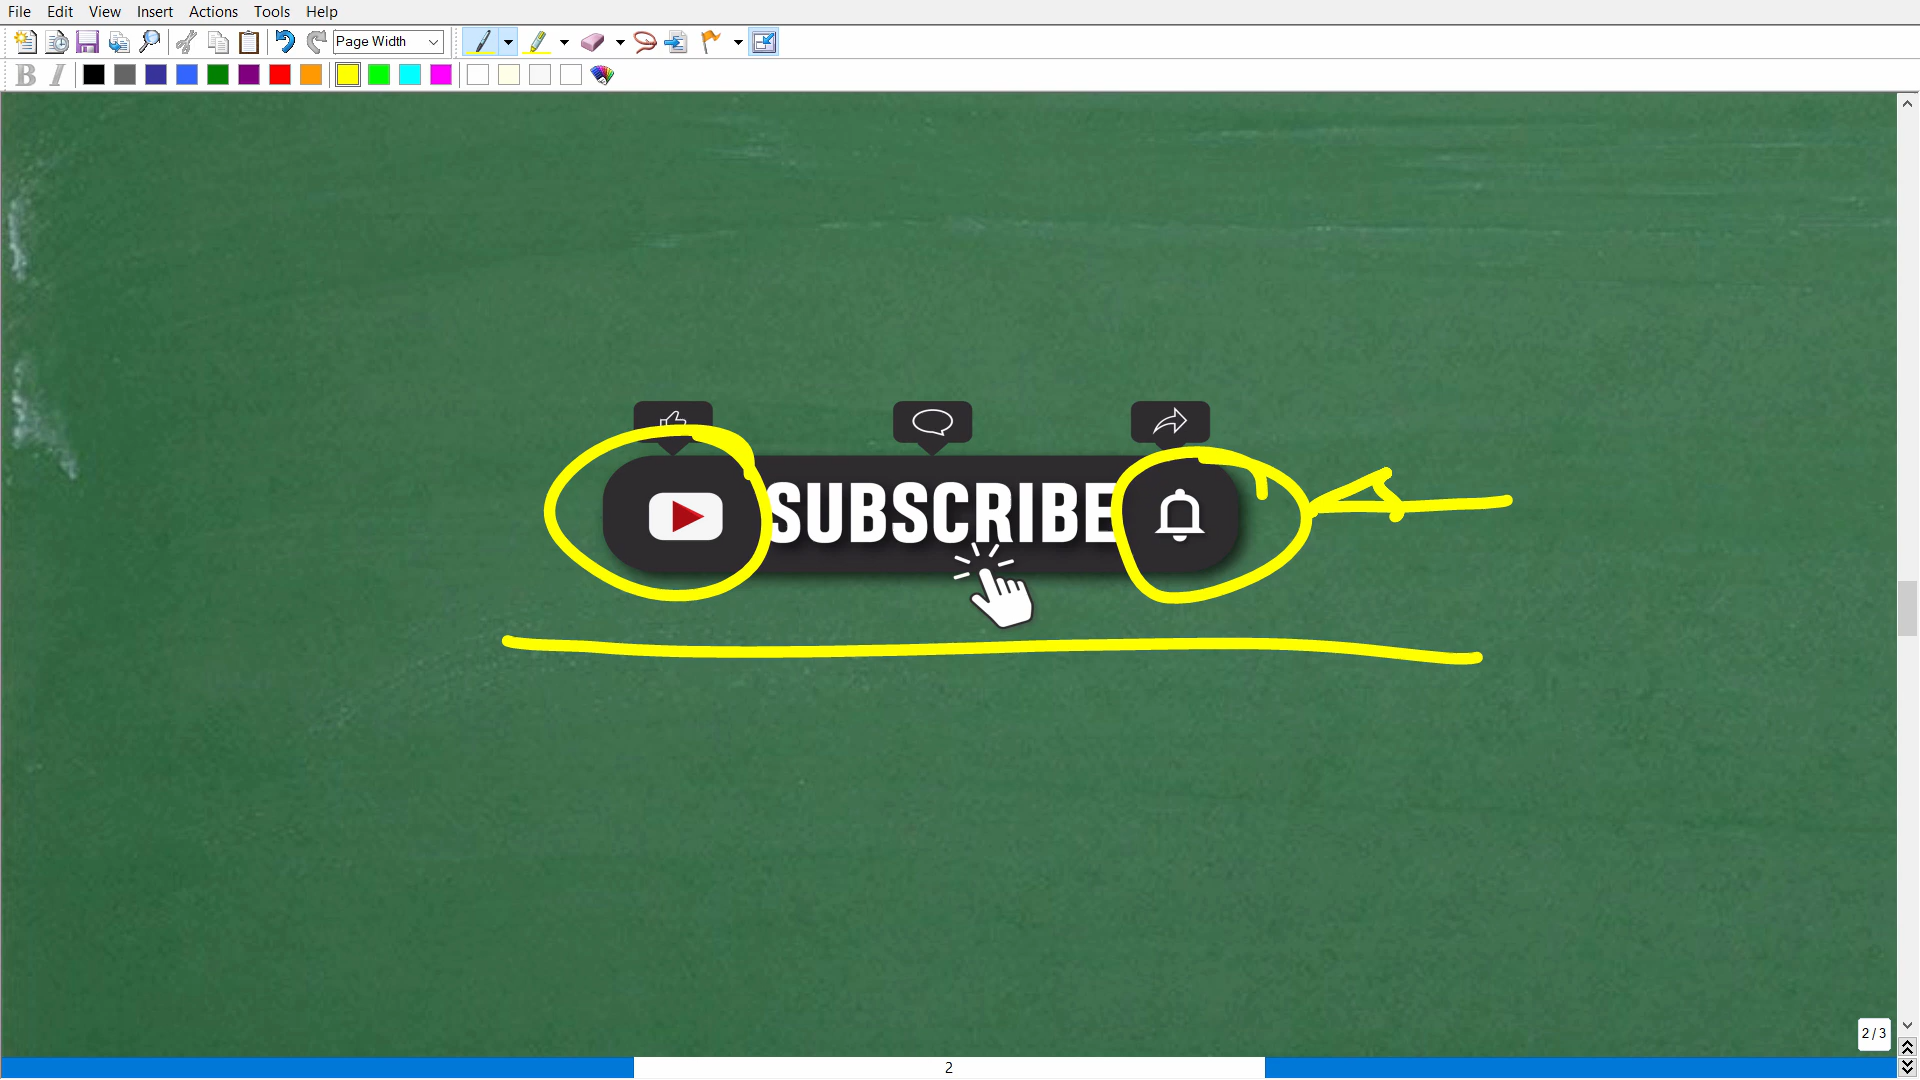 File Edit View Insert Actions Tools Help
Page Width
B I
SUBSCRIBE
2 / 3
2